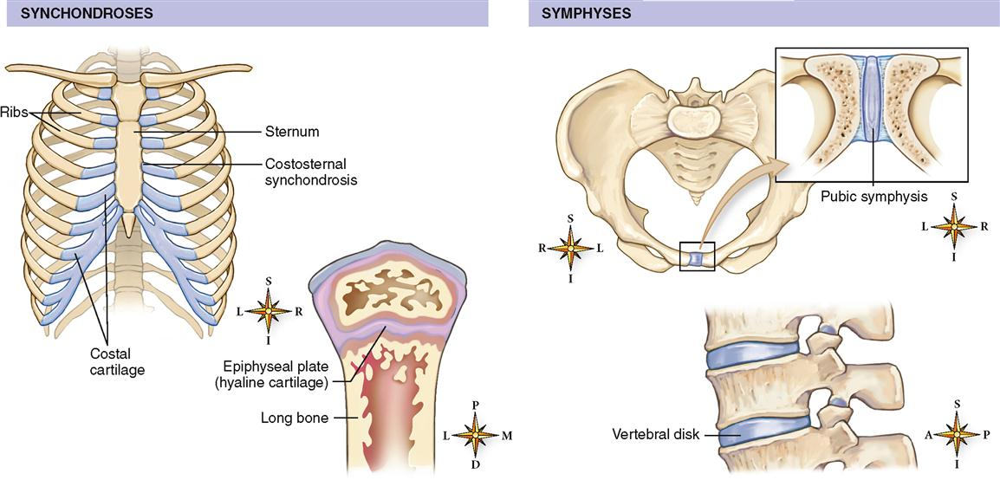 SYNCHONDROSES
Ribs
Sternum
Costosternal
synchondrosis
S
L
R
I
Costal
cartilage
Epiphyseal plate
(hyaline cartilage)
Long bone
P
L
M
D
SYMPHYSES
Pubic symphysis
S
R
L
I
S
L
R
I
Vertebral disk
S
A
P
I